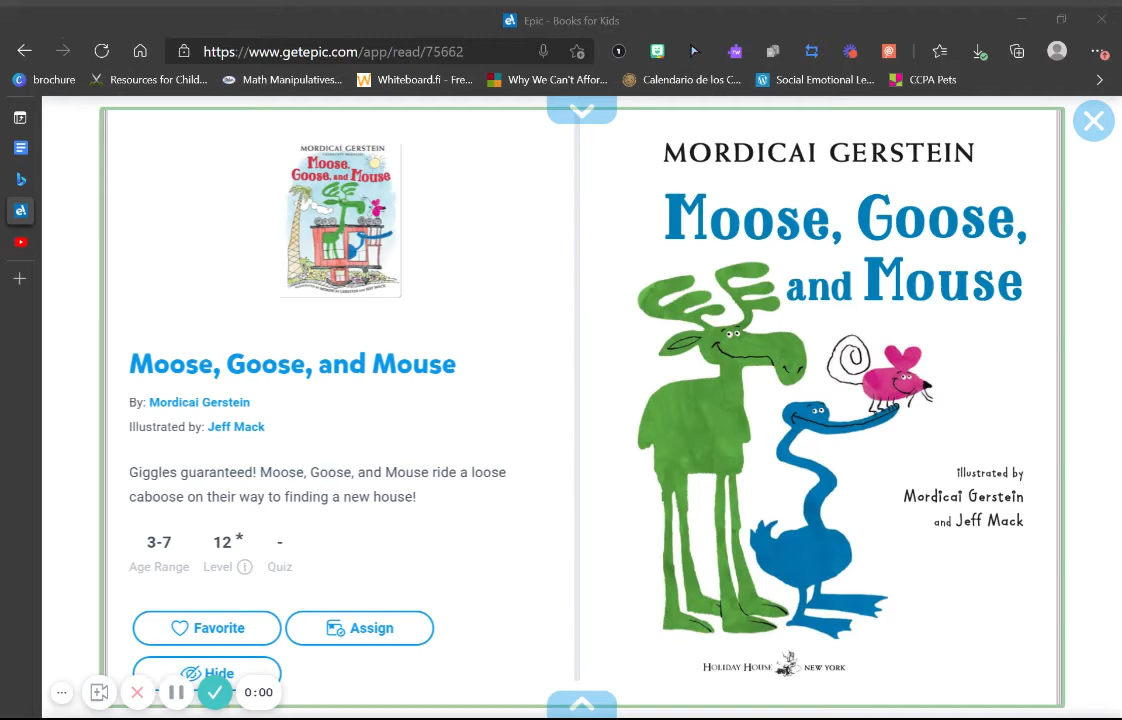 Epic - Books for Kids
https://www.getepic.com/app/read/75662
brochure
Resources for Child...
Math Manipulatives...
Whiteboard.fi - Fre...
Why We Can't Affor...
Calendario de los C...
Social Emotional Le...
CCPA Pets
MORDICAI GERSTEIN
Moose,
Goose, and Mouse
Moose, Goose, and Mouse
By: Mordicai Gerstein
Illustrated by: Jeff Mack
Giggles guaranteed! Moose, Goose, and Mouse ride a loose
caboose on their way to finding a new house!
3-7
12 *
-
Age Range
Level
Quiz
Favorite
Assign
Hide
0:00
MORDICAI GERSTEIN
Moose, Goose,
and Mouse
illustrated by
Mordicai Gerstein
and Jeff Mack
HOLIDAY HOUSE NEW YORK